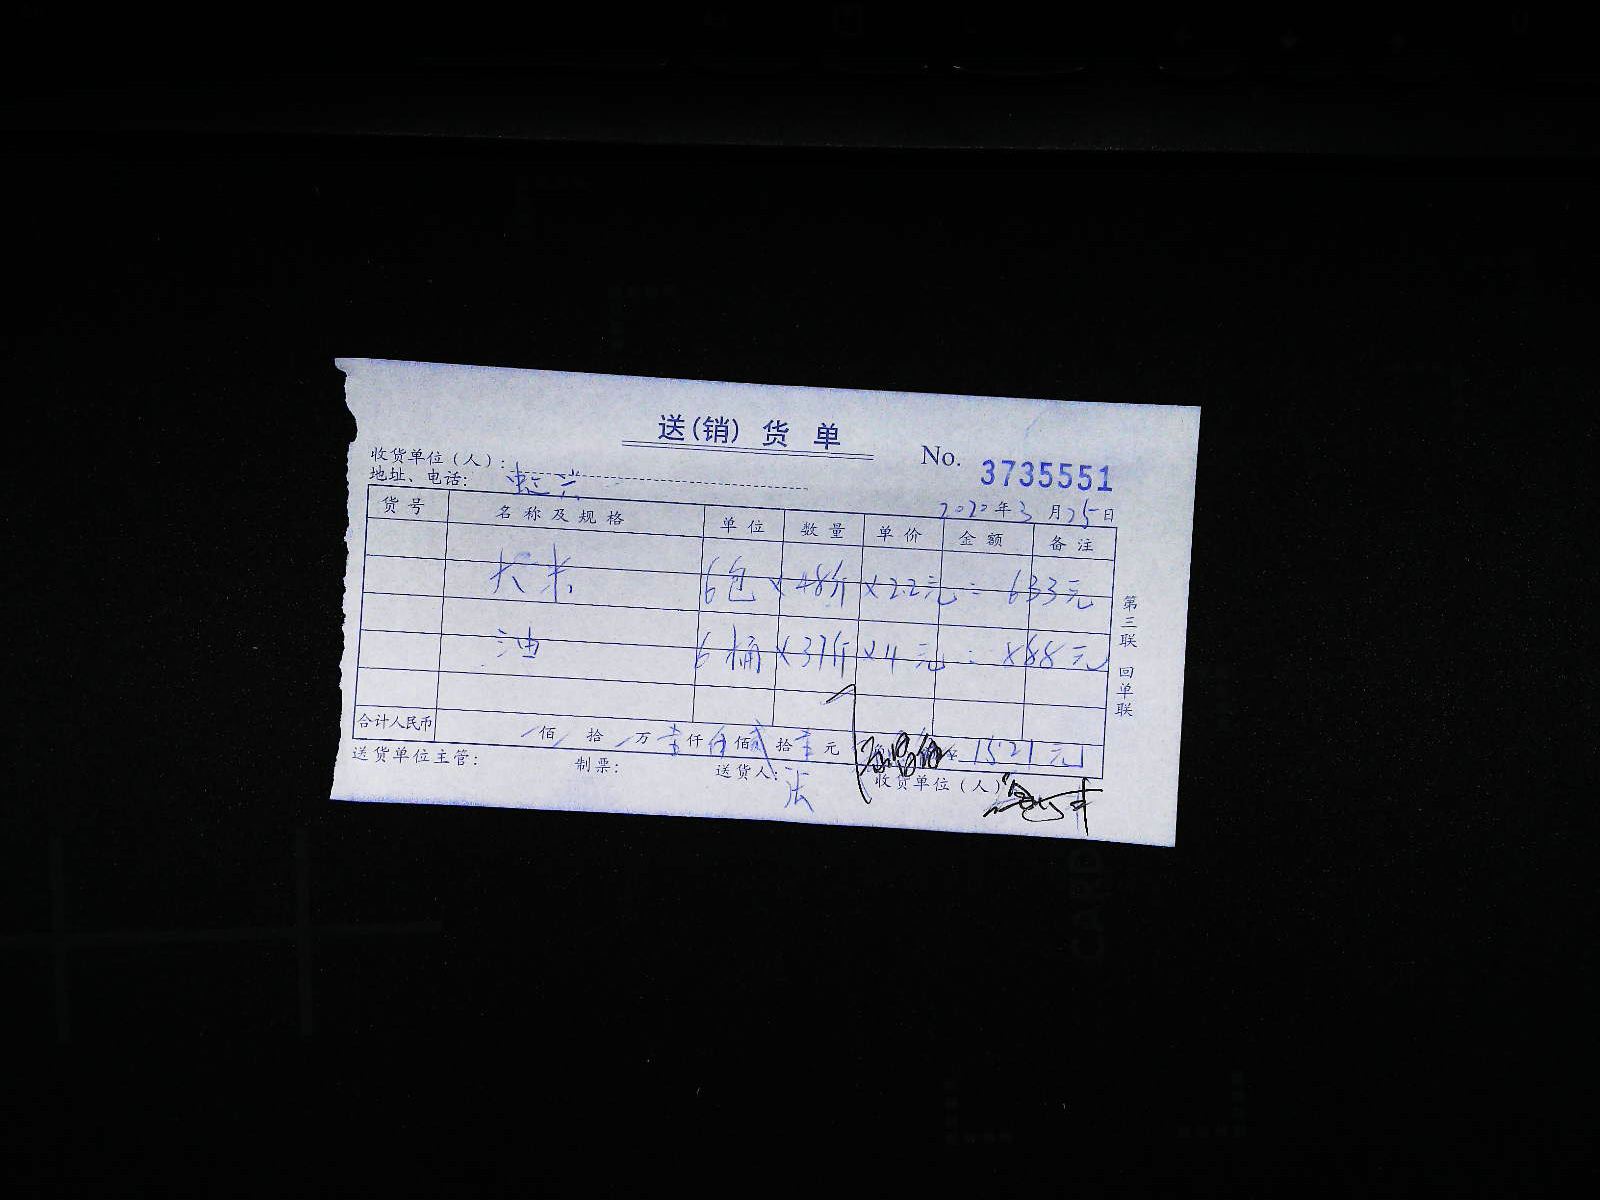 送(销) 货 单
No. 3735551
收货单位(人):
地址、电话:
2020年3月25日
货号 名称及规格 单位 数量 单价 金额 备注
大米 6包 × 48斤 × 2.2元 = 633元
油 6桶 × 37斤 × 4元 = 888元
合计人民币 佰 拾 万 壹仟 伍佰 贰拾 壹元 ¥ 1521元
送货单位主管: 制票: 送货人: 张 收货单位(人)
第三联 回单联